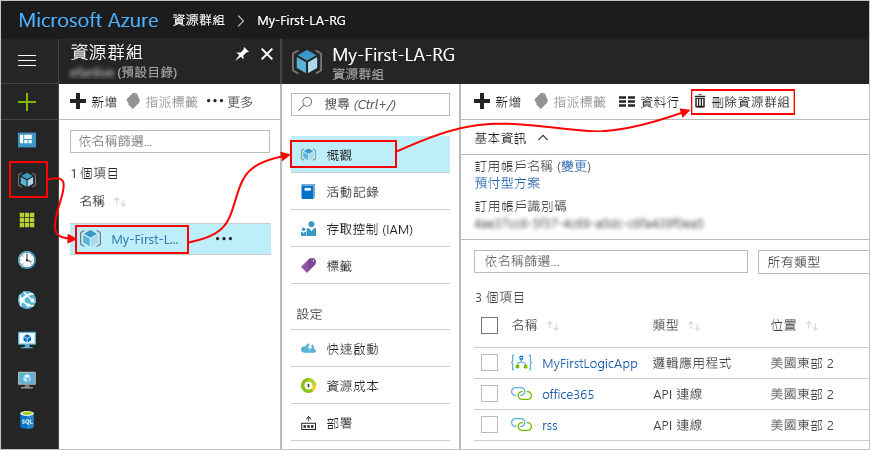 Microsoft Azure 資源群組 > My-First-LA-RG
資源群組
(預設目錄)
新增 指派標籤 ••• 更多
依名稱篩選...
1 個項目
名稱
My-First-L... •••
My-First-LA-RG
資源群組
搜尋 (Ctrl+/)
概觀
活動記錄
存取控制 (IAM)
標籤
設定
快速啟動
資源成本
部署
新增 指派標籤 資料行 刪除資源群組
基本資訊
訂用帳戶名稱 (變更)
預付型方案
訂用帳戶識別碼
依名稱篩選... 所有類型
3 個項目
名稱 類型 位置
MyFirstLogicApp 邏輯應用程式 美國東部 2
office365 API 連線 美國東部 2
rss API 連線 美國東部 2
SQL